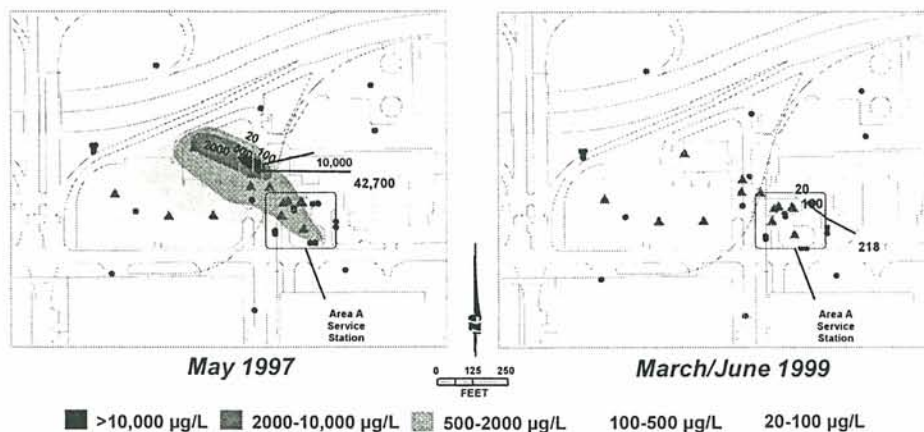 20
100
500
2000
10,000
42,700
Area A
Service
Station
May 1997
0 125 250
FEET
20
100
218
Area A
Service
Station
March/June 1999
>10,000 µg/L
2000-10,000 µg/L
500-2000 µg/L
100-500 µg/L
20-100 µg/L